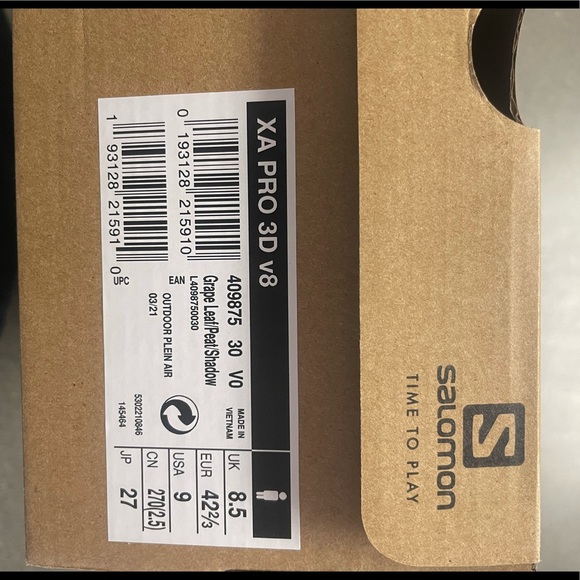 SALOMON
TIME TO PLAY
XA PRO 3D v8
0 193128 215910
1 93128 21591 0
EAN
UPC
409875 30 V0
Grape Leaf/Peat/Shadow
L4098750030
OUTDOOR PLEIN AIR
03/21
MADE IN
VIETNAM
5302210846
145464
UK 8.5
EUR 42⅔
USA 9
CN 270(2.5)
JP 27